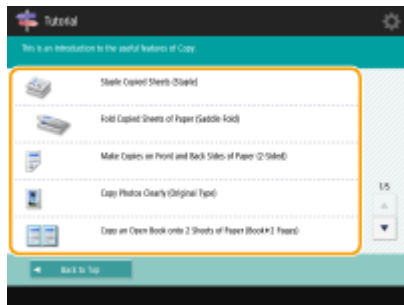 Tutorial
This is an introduction to the useful features of Copy.
Staple Copied Sheets (Staple)
Fold Copied Sheets of Paper (Saddle Fold)
Make Copies on Front and Back Sides of Paper (2-Sided)
Copy Photos Clearly (Original Type)
Copy an Open Book onto 2 Sheets of Paper (Book►2 Pages)
1/5
Back to Top